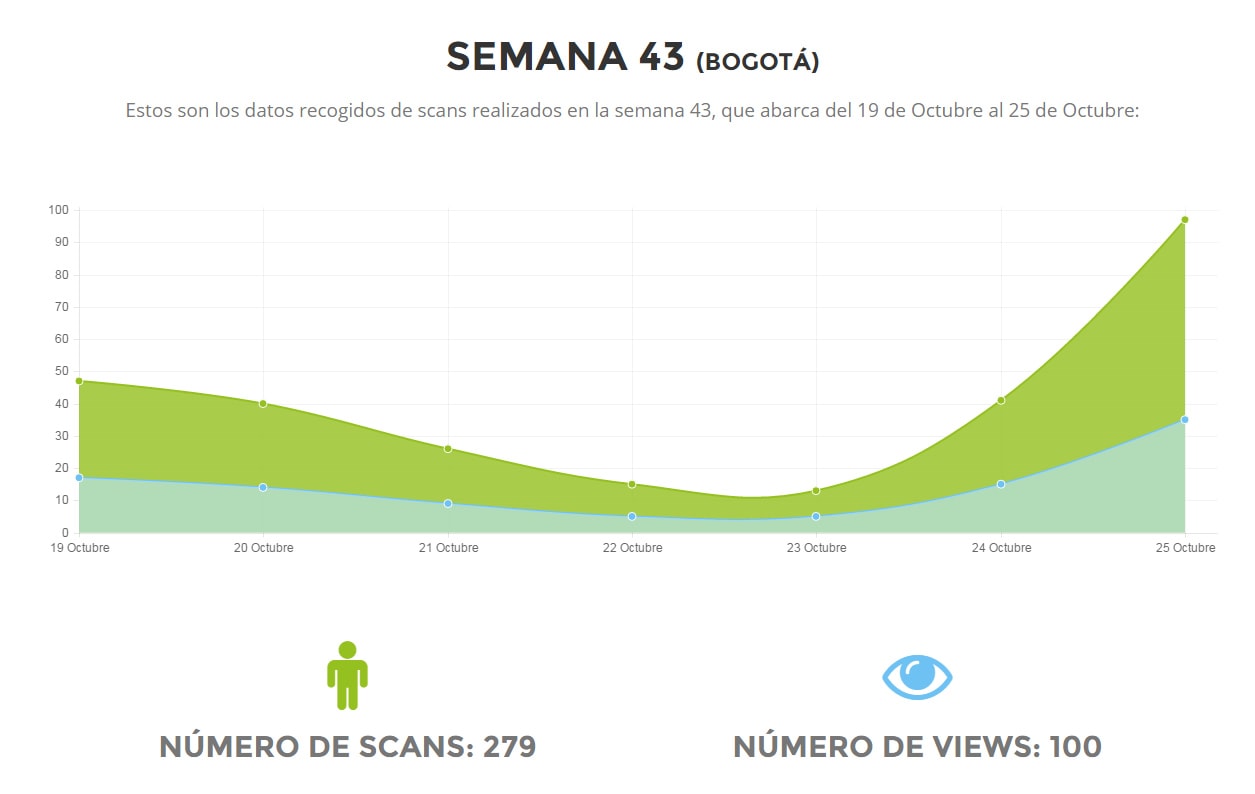 SEMANA 43 (BOGOTÁ)
Estos son los datos recogidos de scans realizados en la semana 43, que abarca del 19 de Octubre al 25 de Octubre:
100
90
80
70
60
50
40
30
20
10
0
19 Octubre 20 Octubre 21 Octubre 22 Octubre 23 Octubre 24 Octubre 25 Octubre
NÚMERO DE SCANS: 279 NÚMERO DE VIEWS: 100